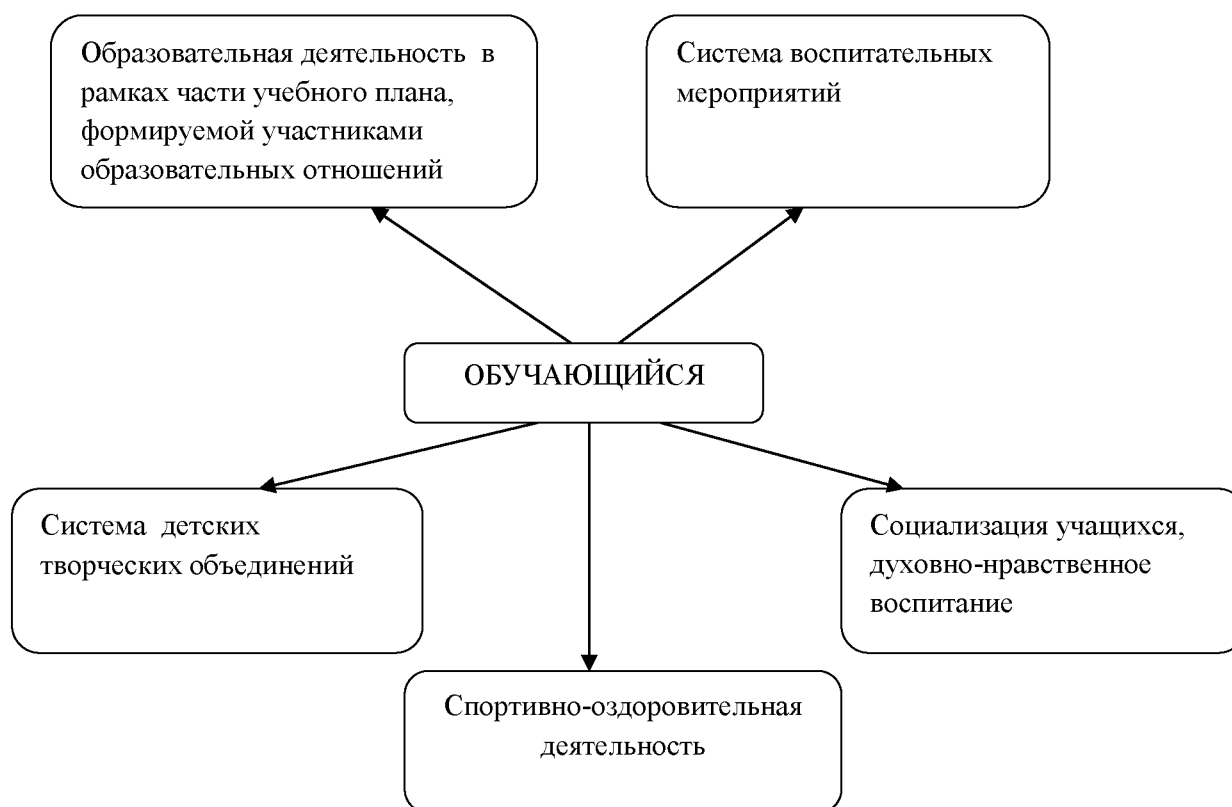 Образовательная деятельность в
рамках части учебного плана,
формируемой участниками
образовательных отношений
Система воспитательных
мероприятий
ОБУЧАЮЩИЙСЯ
Система детских
творческих объединений
Социализация учащихся,
духовно-нравственное
воспитание
Спортивно-оздоровительная
деятельность